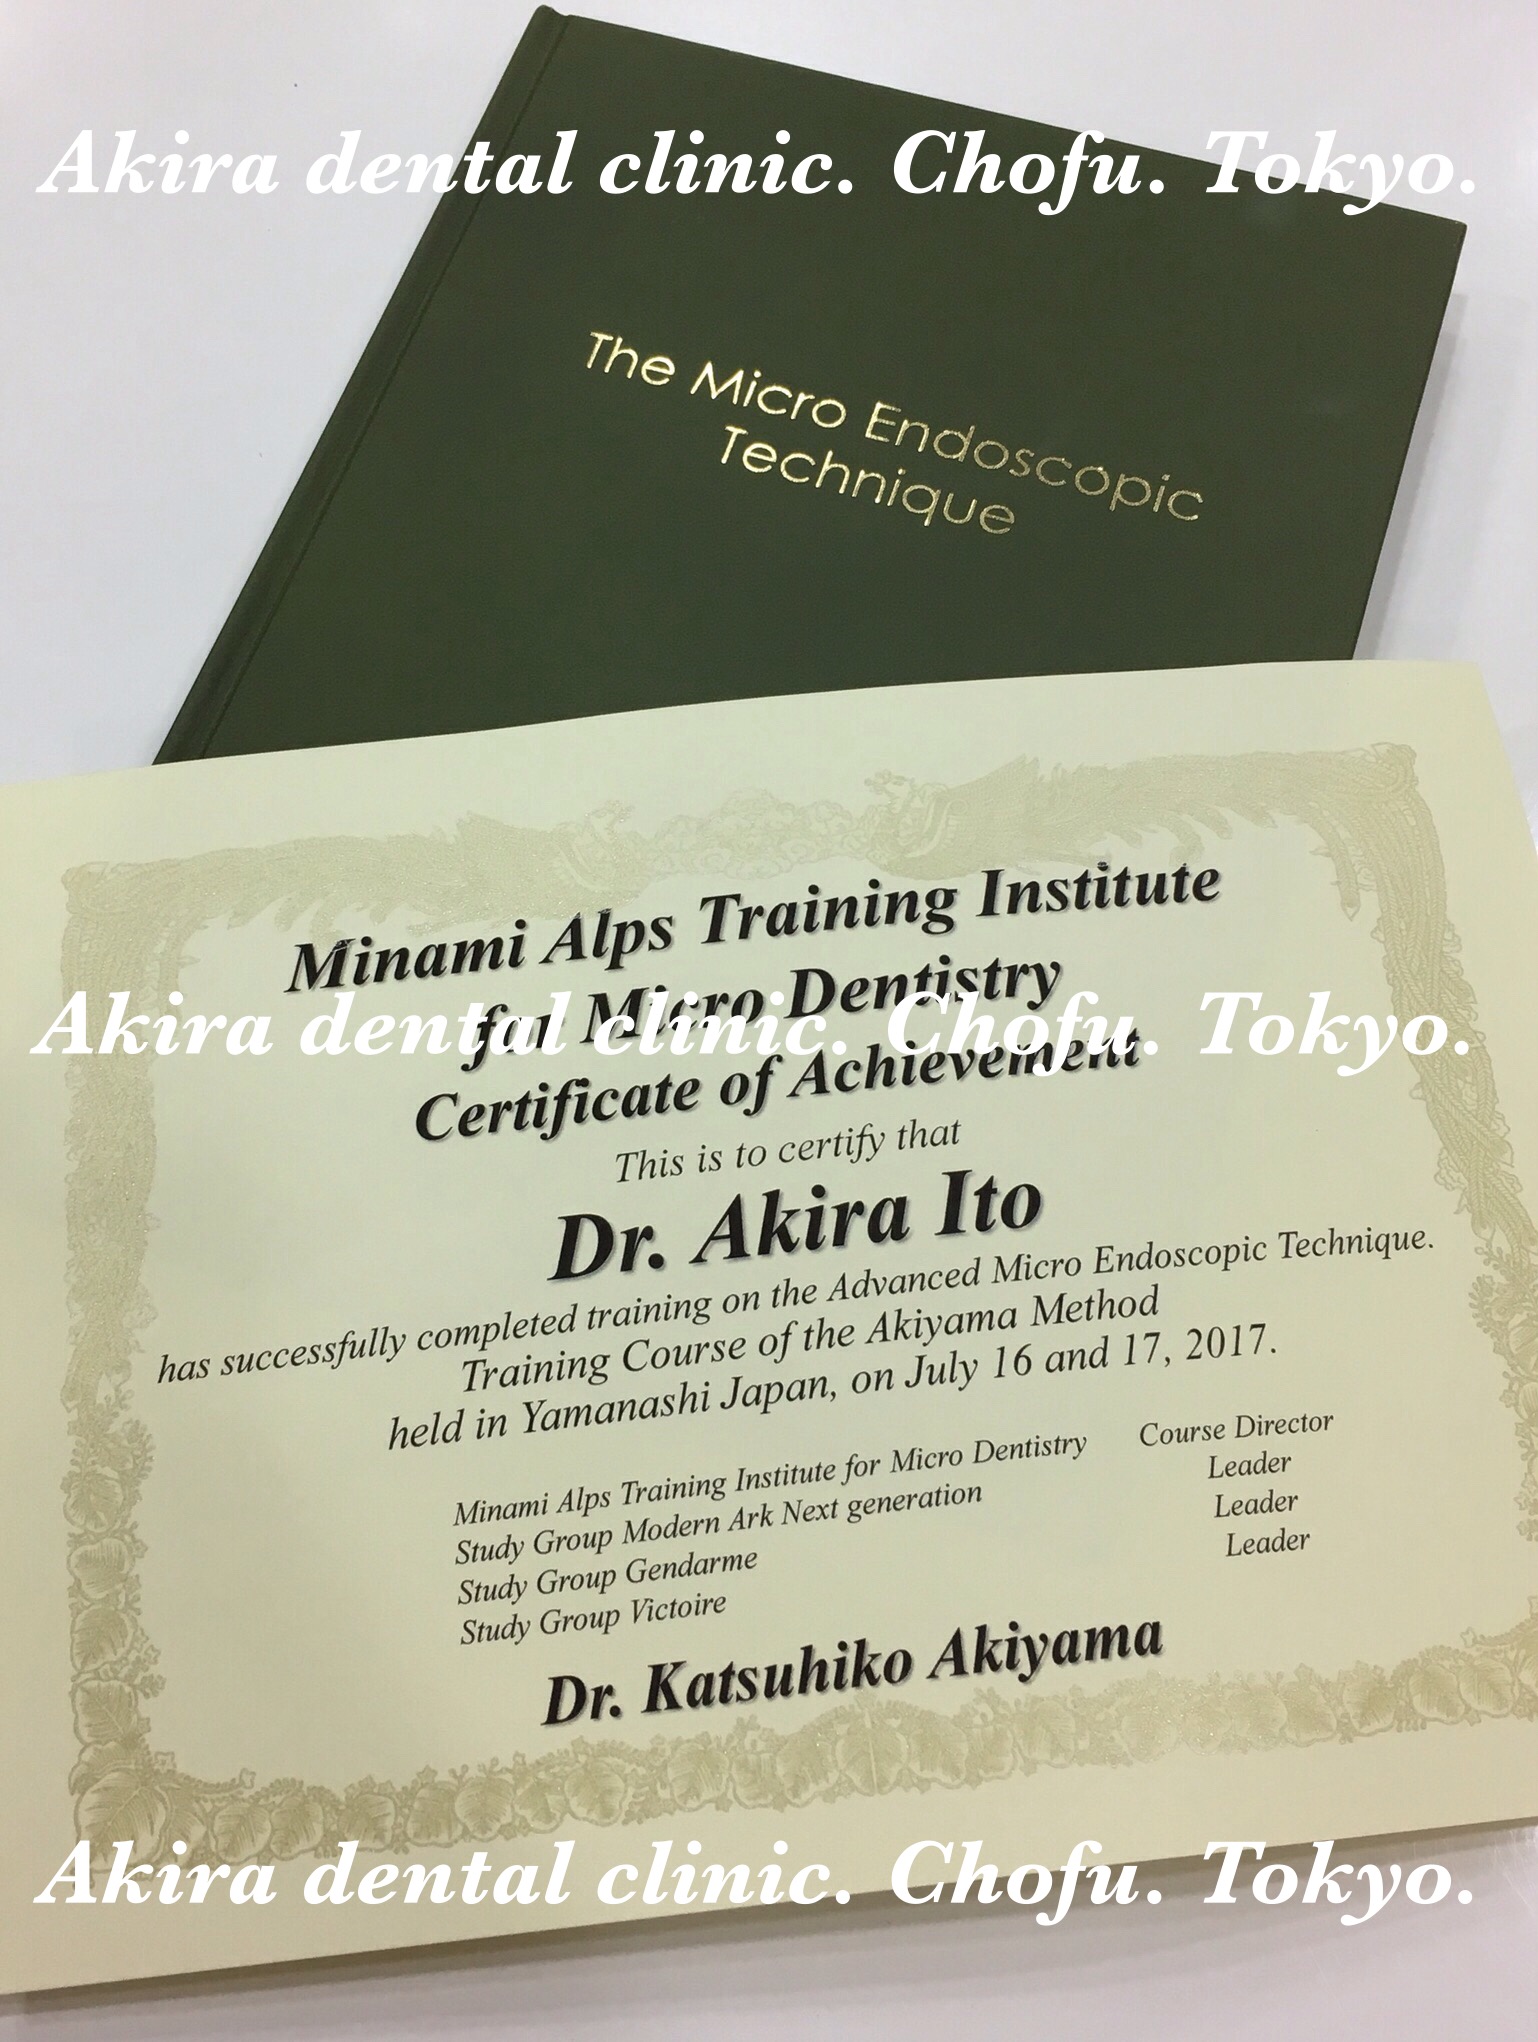 Akira dental clinic. Chofu. Tokyo.
The Micro Endoscopic
Technique
Minami Alps Training Institute
for Micro Dentistry
Akira dental clinic. Chofu. Tokyo.
Certificate of Achievement
This is to certify that
Dr. Akira Ito
has successfully completed training on the Advanced Micro Endoscopic Technique.
Training Course of the Akiyama Method
held in Yamanashi Japan, on July 16 and 17, 2017.
Minami Alps Training Institute for Micro Dentistry Course Director
Study Group Modern Ark Next generation Leader
Study Group Gendarme Leader
Study Group Victoire Leader
Dr. Katsuhiko Akiyama
Akira dental clinic. Chofu. Tokyo.